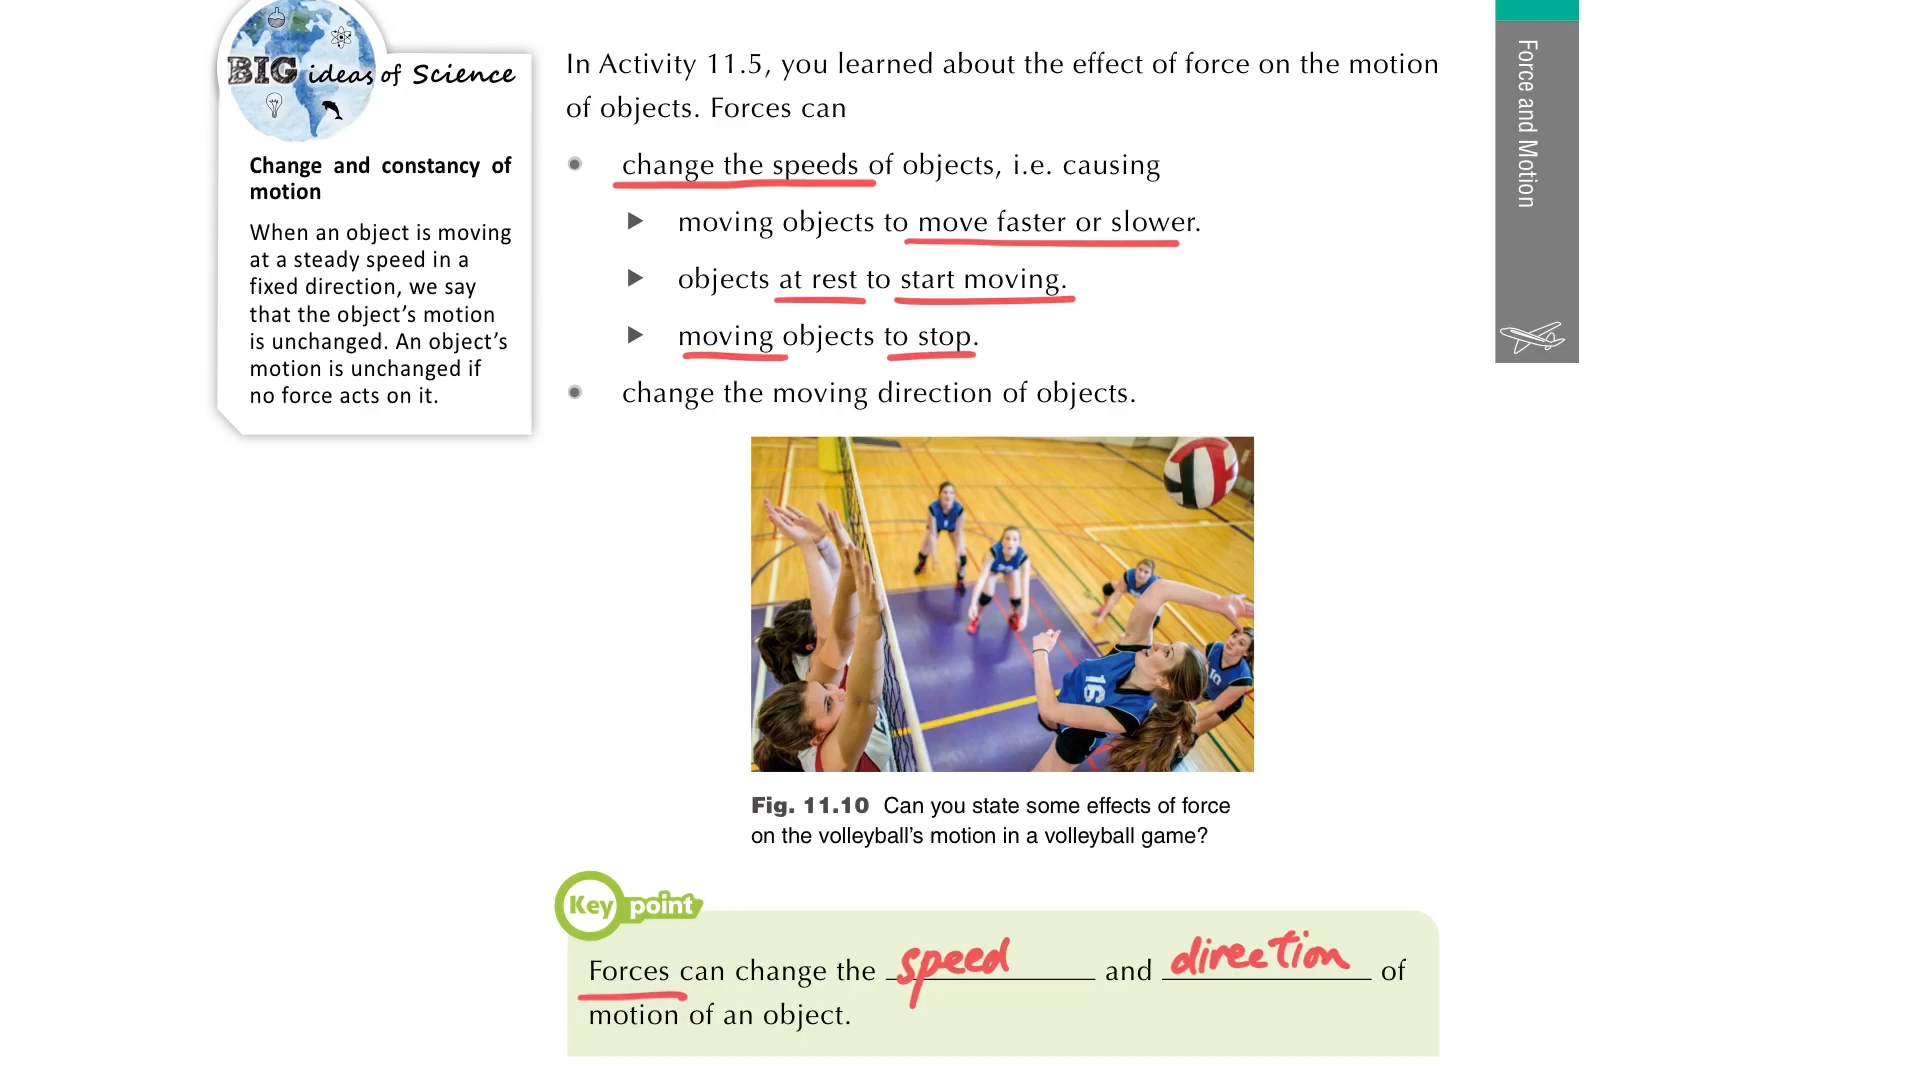 BIG ideas of Science
Change and constancy of
motion
When an object is moving
at a steady speed in a
fixed direction, we say
that the object’s motion
is unchanged. An object’s
motion is unchanged if
no force acts on it.
In Activity 11.5, you learned about the effect of force on the motion
of objects. Forces can
change the speeds of objects, i.e. causing
moving objects to move faster or slower.
objects at rest to start moving.
moving objects to stop.
change the moving direction of objects.
16
10
Fig. 11.10 Can you state some effects of force
on the volleyball’s motion in a volleyball game?
Key point
Forces can change the speed and direction of
motion of an object.
Force and Motion